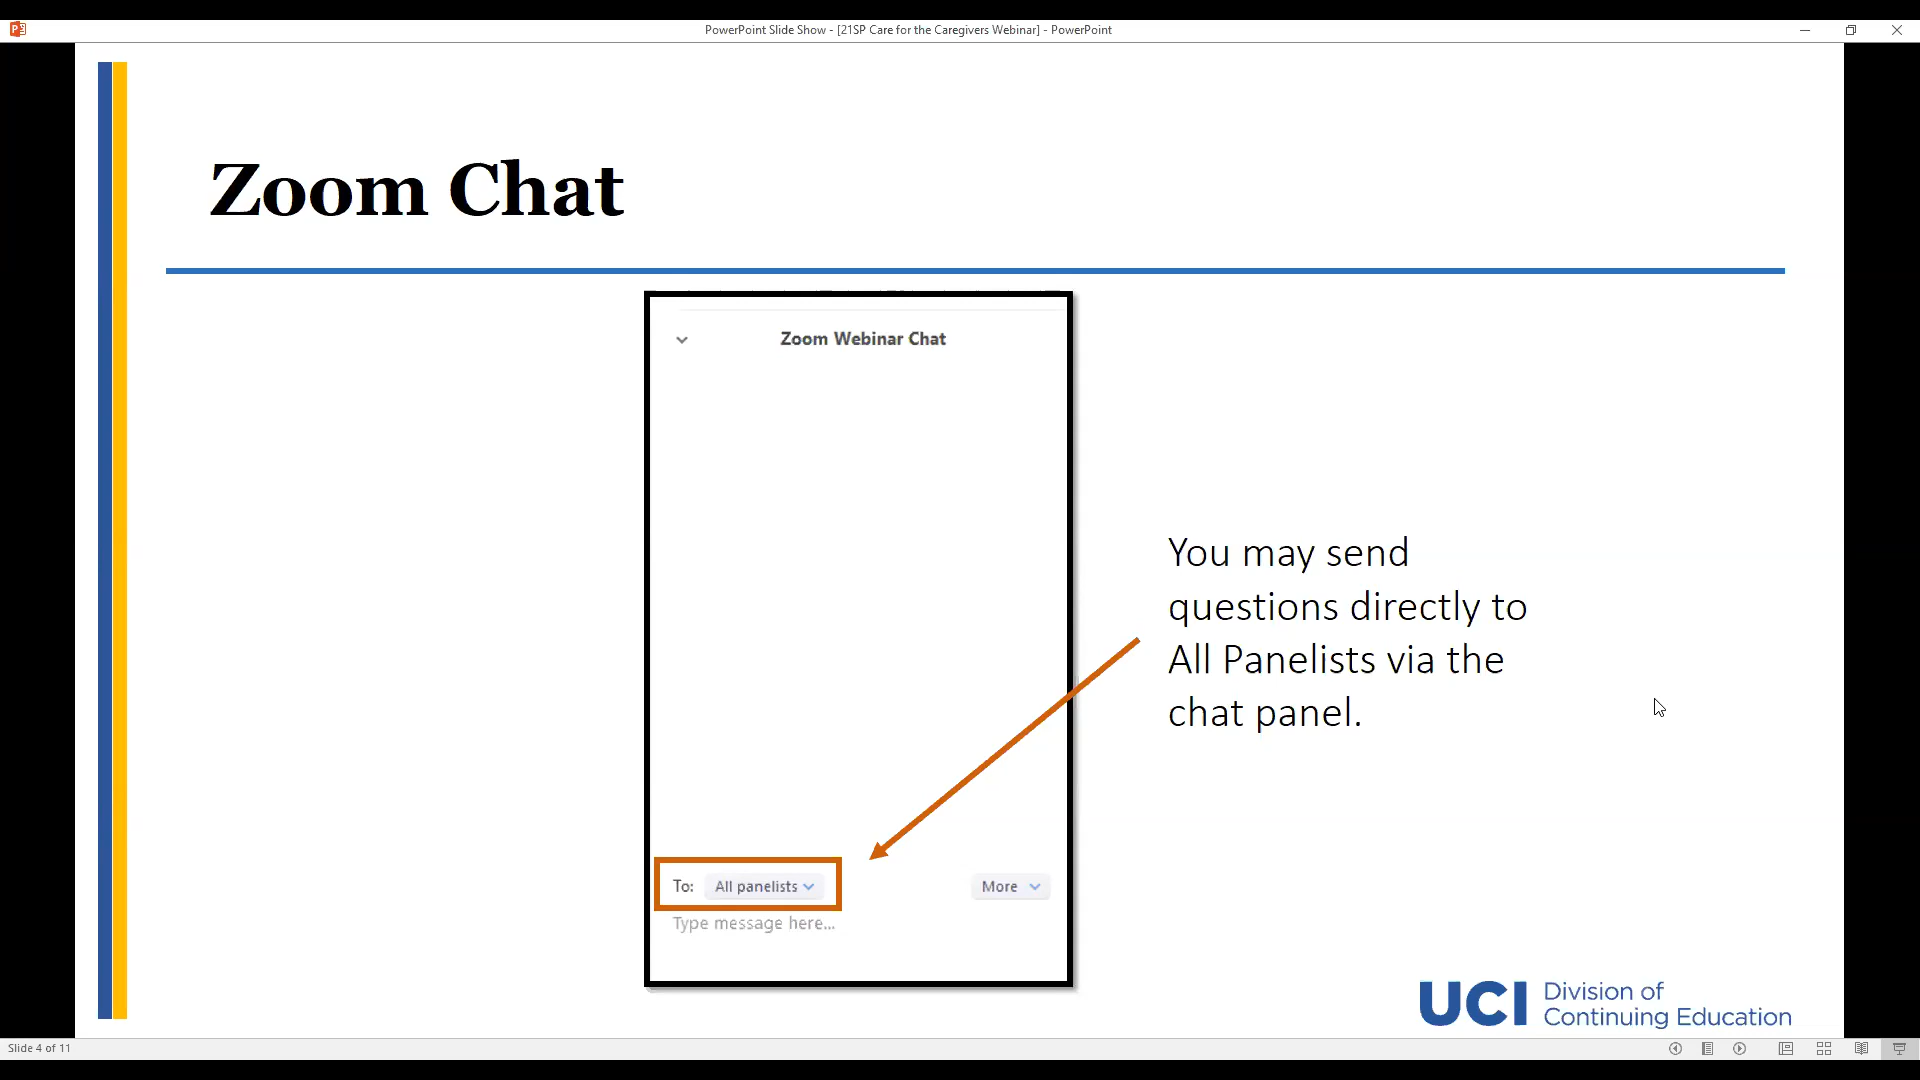 PowerPoint Slide Show - [21SP Care for the Caregivers Webinar] - PowerPoint
Zoom Chat
Zoom Webinar Chat
You may send
questions directly to
All Panelists via the
chat panel.
To: All panelists
More
Type message here...
UCI Division of
Continuing Education
Slide 4 of 11